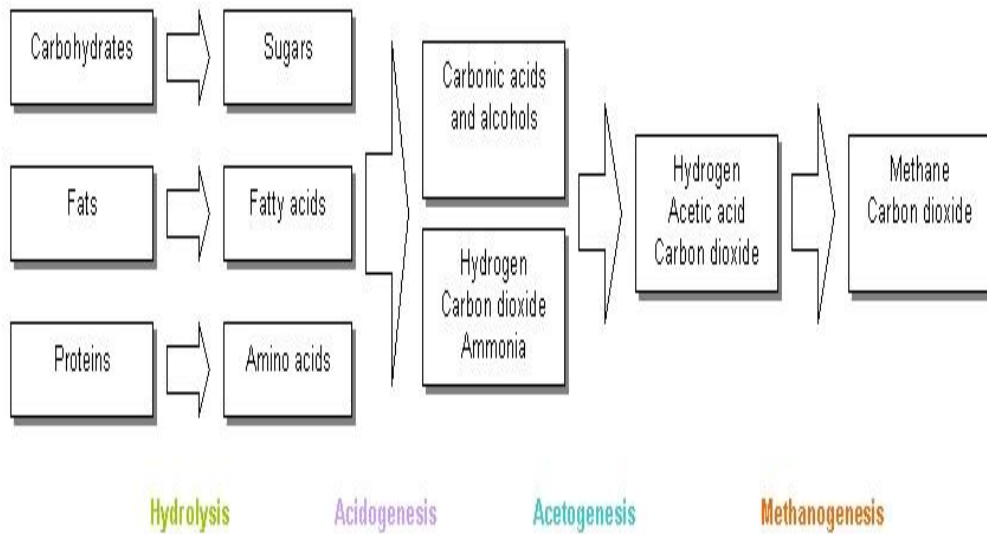 Carbohydrates
Sugars
Fats
Fatty acids
Proteins
Amino acids
Carbonic acids
and alcohols
Hydrogen
Carbon dioxide
Ammonia
Hydrogen
Acetic acid
Carbon dioxide
Methane
Carbon dioxide
Hydrolysis
Acidogenesis
Acetogenesis
Methanogenesis